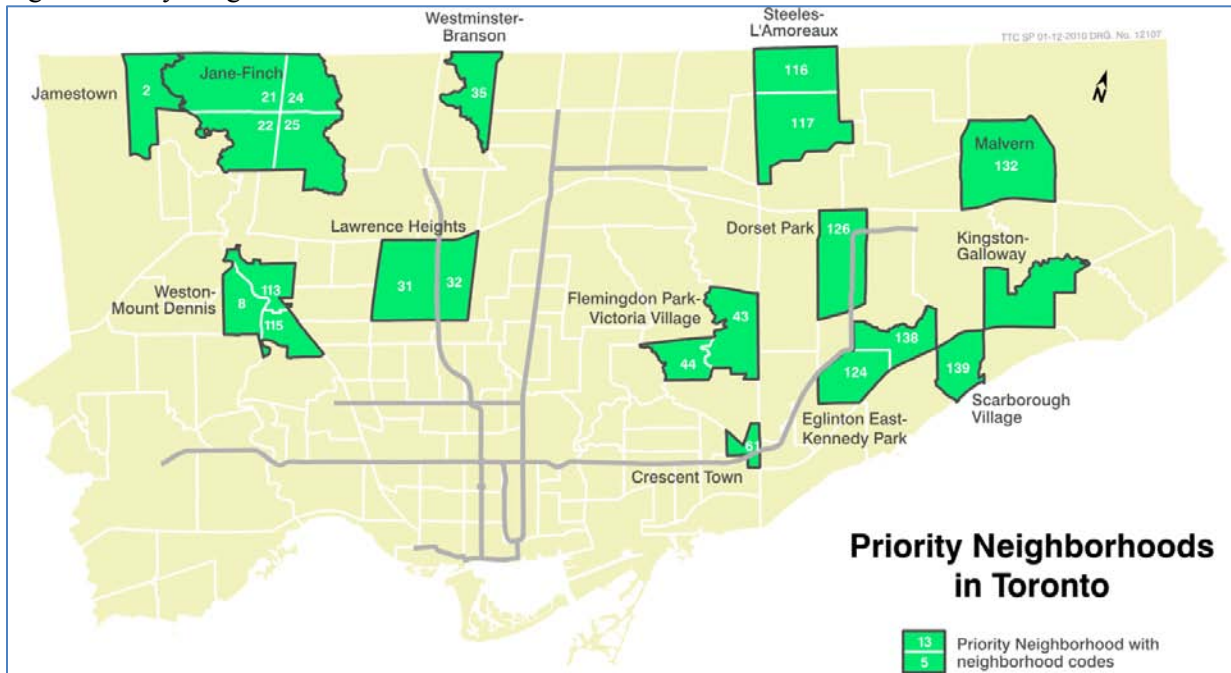 Westminster-
Branson
Steeles-
L'Amoreaux
TTC SP 01-12-2010 DRG. No. 12107
Jamestown
2
Jane-Finch
21 24
22 25
35
116
117
N
Malvern
132
Lawrence Heights
31 32
Dorset Park
126
Kingston-
Galloway
Weston-
Mount Dennis
8
113
115
Flemingdon Park-
Victoria Village
43
44
138
124
139
Scarborough
Village
Eglinton East-
Kennedy Park
61
Crescent Town
Priority Neighborhoods
in Toronto
13
5
Priority Neighborhood with
neighborhood codes